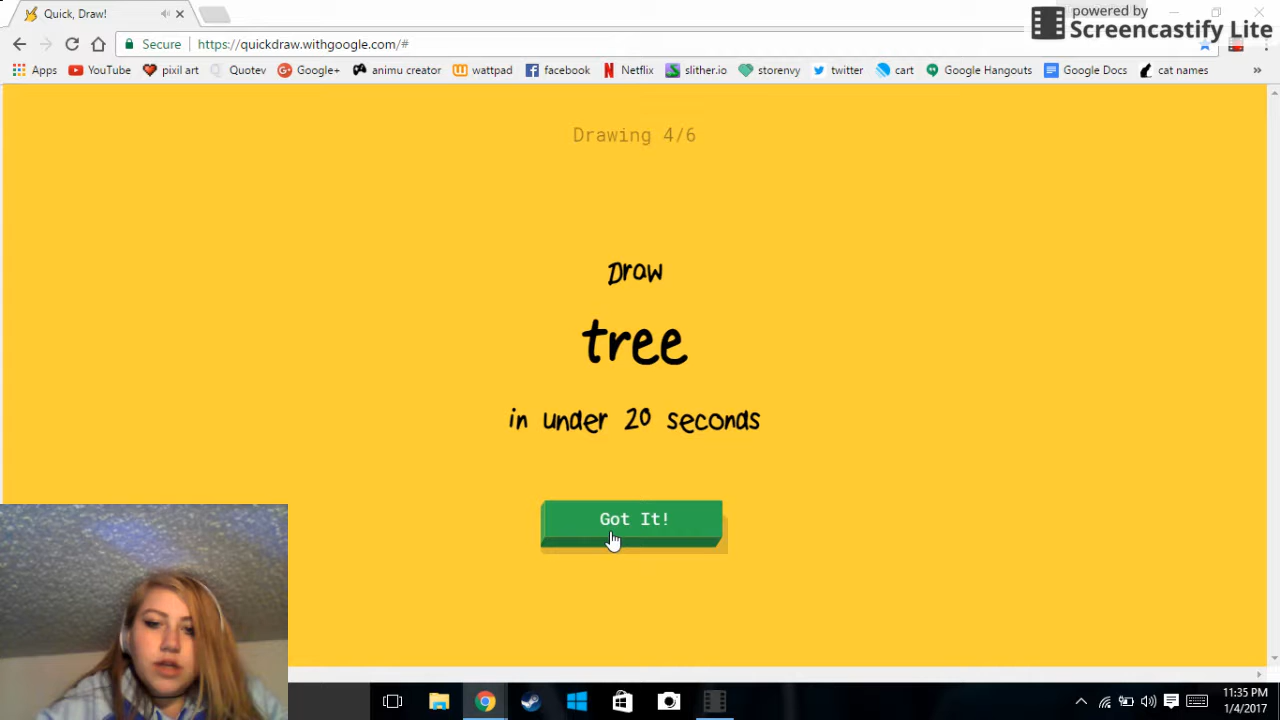 Quick, Draw!
powered by
Screencastify Lite
Secure https://quickdraw.withgoogle.com/#
Apps YouTube pixil art Quotev Google+ animu creator wattpad facebook Netflix slither.io storenvy twitter cart Google Hangouts Google Docs cat names »
Drawing 4/6
Draw
tree
in under 20 seconds
Got It!
11:35 PM
1/4/2017